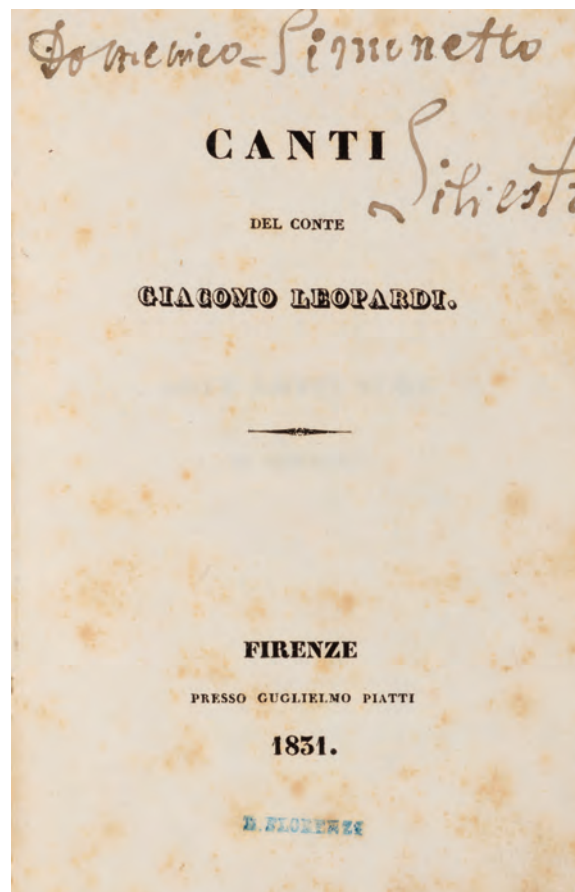 Domenico Simonetto
CANTI
DEL CONTE
GIACOMO LEOPARDI.
FIRENZE
PRESSO GUGLIELMO PIATTI
1831.